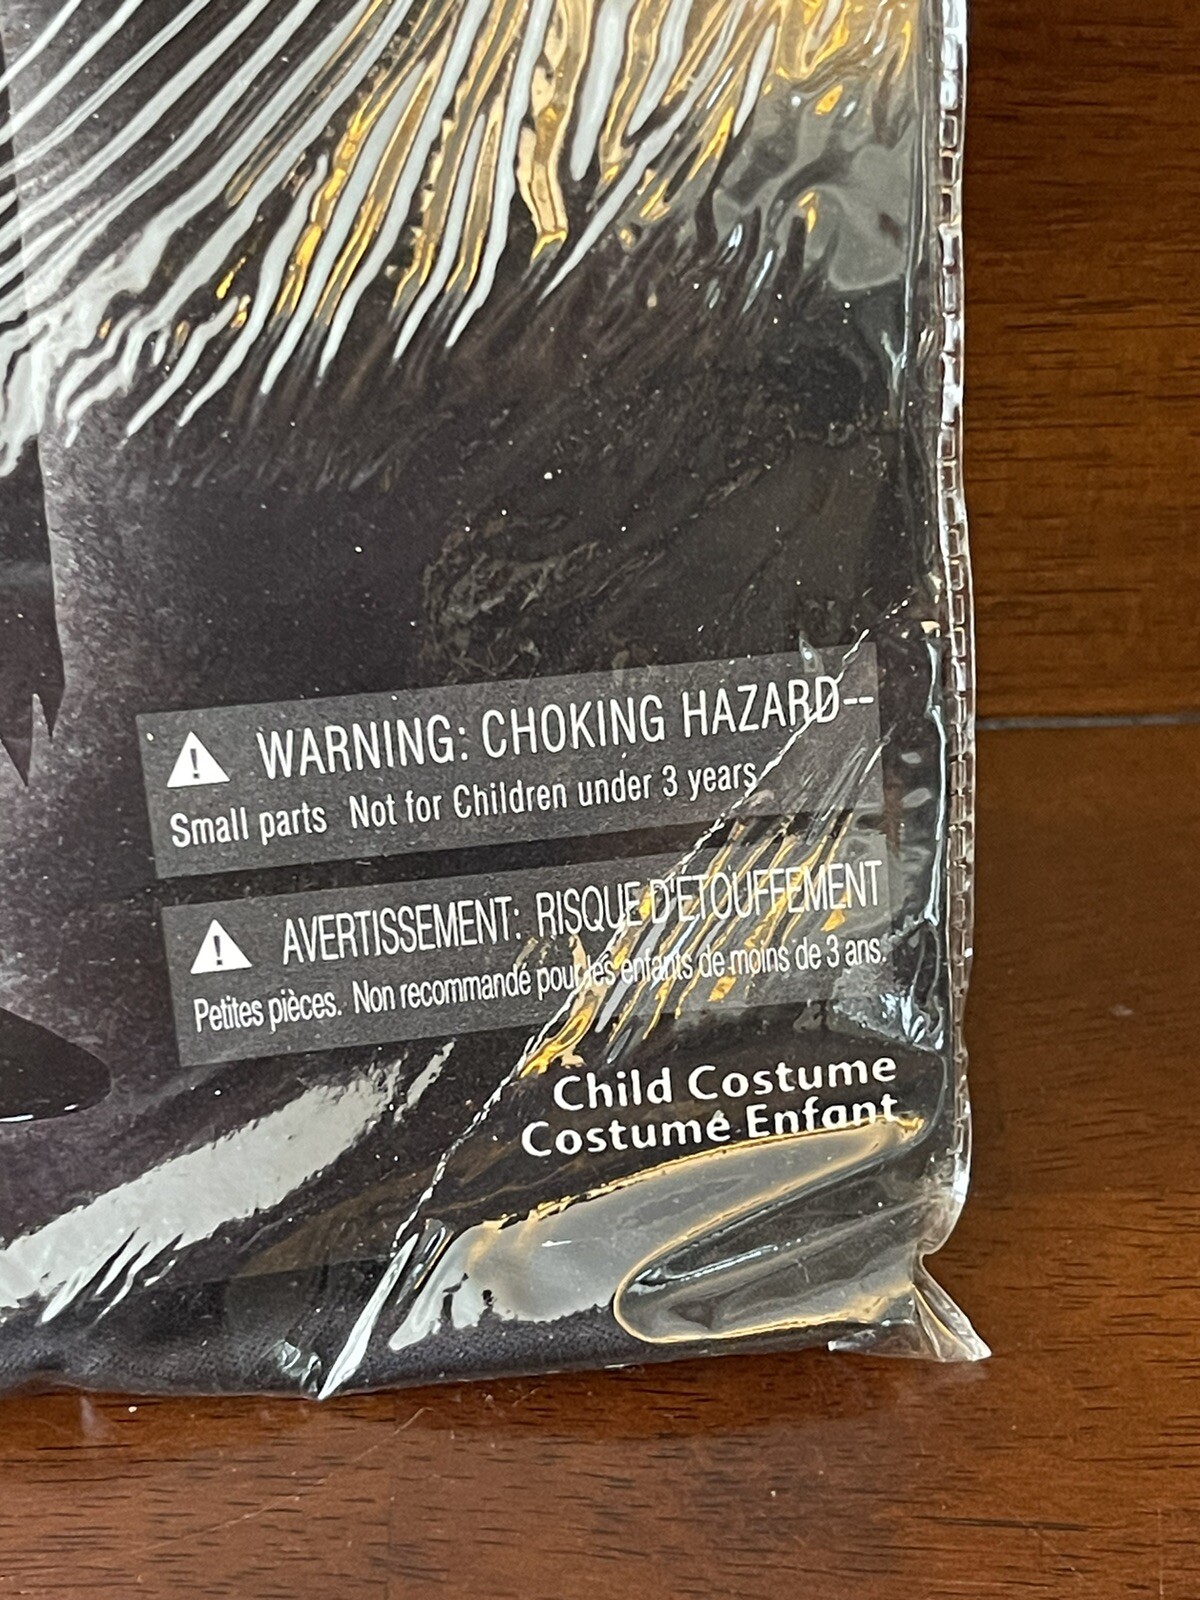 WARNING: CHOKING HAZARD--
Small parts Not for Children under 3 years
AVERTISSEMENT: RISQUE D'ETOUFFEMENT
Petites pièces. Non recommandé pour les enfants de moins de 3 ans.
Child Costume
Costumé Enfant